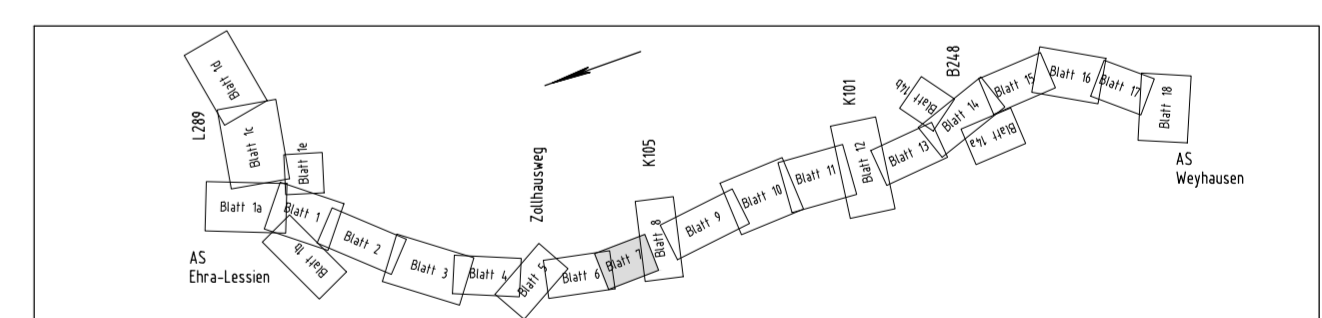 Blatt 1d
L289
Blatt 1c
Blatt 1e
Blatt 1a
Blatt 1
Blatt 1b
AS
Ehra-Lessien
Blatt 2
Blatt 3
Blatt 4
Zollhausweg
Blatt 5
Blatt 6
Blatt 7
K105
Blatt 8
Blatt 9
Blatt 10
Blatt 11
K101
Blatt 12
Blatt 13
Blatt 14b
B248
Blatt 14
Blatt 14a
Blatt 15
Blatt 16
Blatt 17
Blatt 18
AS
Weyhausen